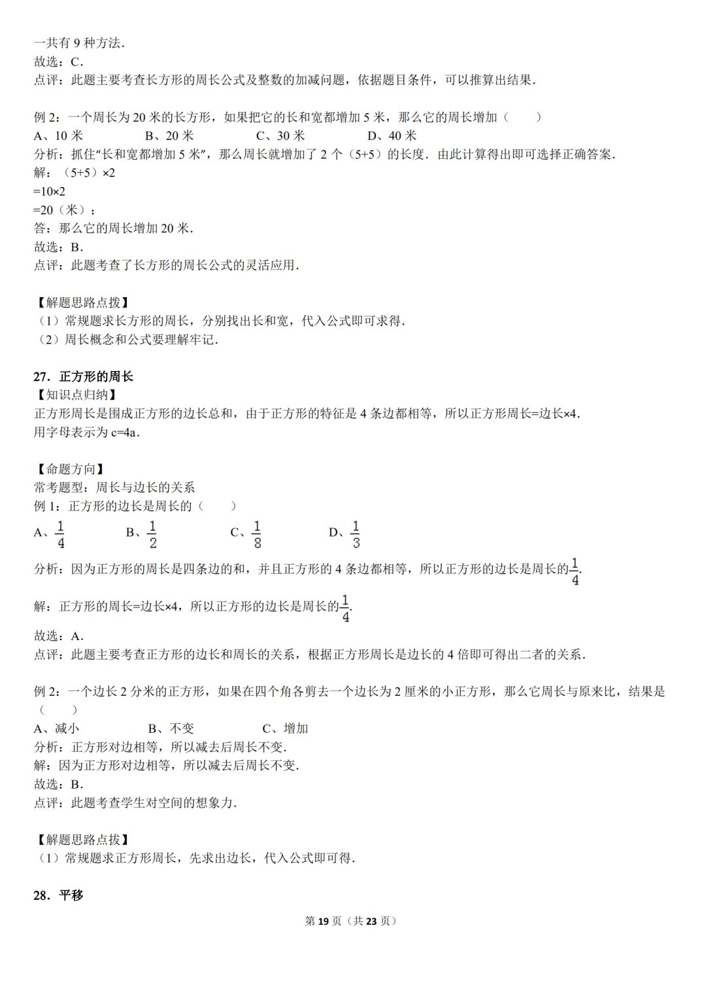 一共有 9 种方法．
故选：C．
点评：此题主要考查长方形的周长公式及整数的加减问题，依据题目条件，可以推算出结果．
例 2：一个周长为 20 米的长方形，如果把它的长和宽都增加 5 米，那么它的周长增加（　　）
A、10 米　　B、20 米　　C、30 米　　D、40 米
分析：抓住“长和宽都增加 5 米”，那么周长就增加了 2 个（5+5）的长度．由此计算得出即可选择正确答案．
解：（5+5）×2
=10×2
=20（米）；
答：那么它的周长增加 20 米．
故选：B．
点评：此题考查了长方形的周长公式的灵活应用．
【解题思路点拨】
（1）常规题求长方形的周长，分别找出长和宽，代入公式即可求得．
（2）周长概念和公式要理解牢记．
27．正方形的周长
【知识点归纳】
正方形周长是围成正方形的边长总和，由于正方形的特征是 4 条边都相等，所以正方形周长=边长×4．
用字母表示为 c=4a．
【命题方向】
常考题型：周长与边长的关系
例 1：正方形的边长是周长的（　　）
A、1/4　　B、1/2　　C、1/8　　D、1/3
分析：因为正方形的周长是四条边的和，并且正方形的 4 条边都相等，所以正方形的边长是周长的1/4．
解：正方形的周长=边长×4，所以正方形的边长是周长的1/4．
故选：A．
点评：此题主要考查正方形的边长和周长的关系，根据正方形周长是边长的 4 倍即可得出二者的关系．
例 2：一个边长 2 分米的正方形，如果在四个角各剪去一个边长为 2 厘米的小正方形，那么它周长与原来比，结果是
（　　）
A、减小　　B、不变　　C、增加
分析：正方形对边相等，所以减去后周长不变．
解：因为正方形对边相等，所以减去后周长不变．
故选：B．
点评：此题考查学生对空间的想象力．
【解题思路点拔】
（1）常规题求正方形周长，先求出边长，代入公式即可得．
28．平移
第 19 页（共 23 页）